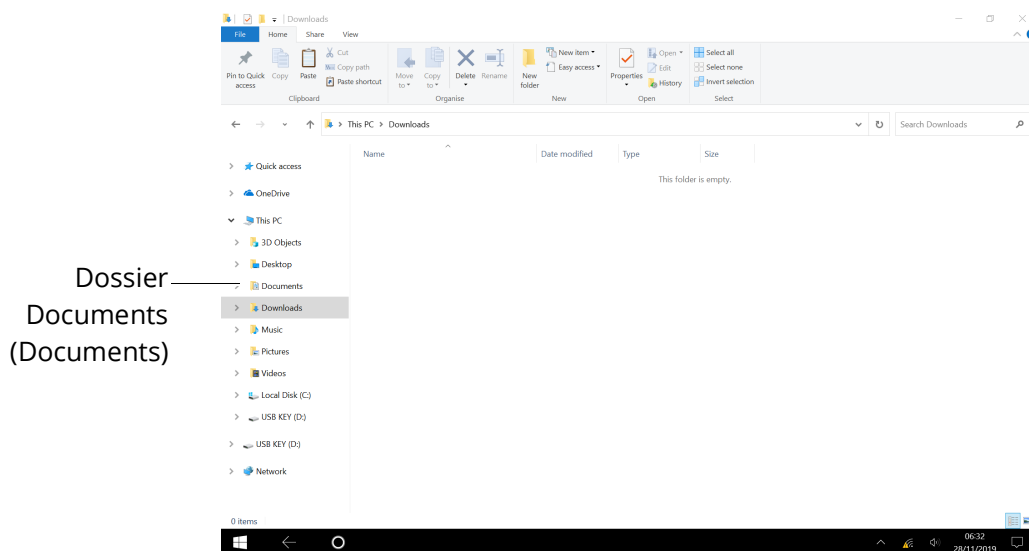 Downloads
File Home Share View
Pin to Quick access
Copy
Paste
Cut
Copy path
Paste shortcut
Move to
Copy to
Delete
Rename
New folder
New item
Easy access
Properties
Open
Edit
History
Select all
Select none
Invert selection
Clipboard Organise New Open Select
This PC > Downloads
Search Downloads
Name Date modified Type Size
This folder is empty.
Quick access
OneDrive
This PC
3D Objects
Desktop
Dossier
Documents
(Documents)
Documents
Downloads
Music
Pictures
Videos
Local Disk (C:)
USB KEY (D:)
USB KEY (D:)
Network
0 items
06:32
28/11/2019